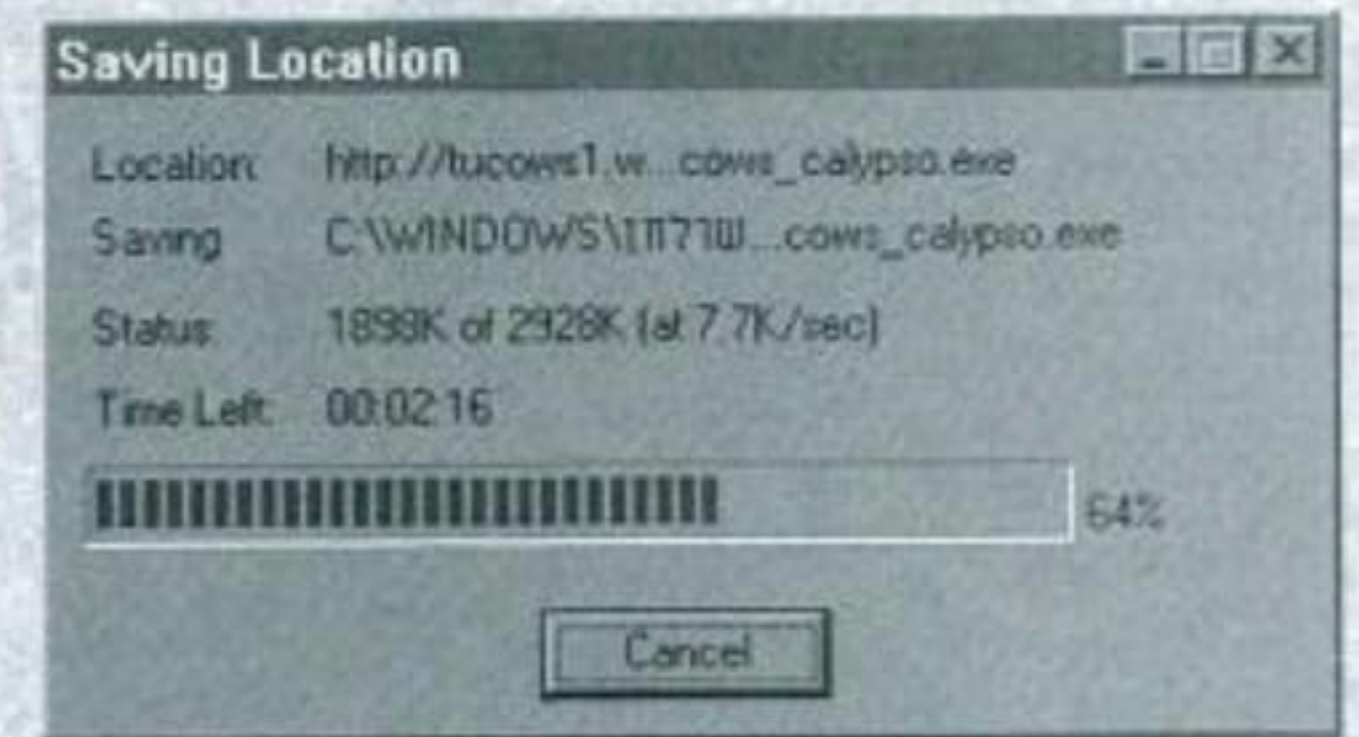 Saving Location
Location: http://tucows1.w...cows_calypso.exe
Saving C:\WINDOWS\שולחן...cows_calypso.exe
Status: 1898K of 2928K (at 7.7K/sec)
Time Left: 00:02:16
64%
Cancel